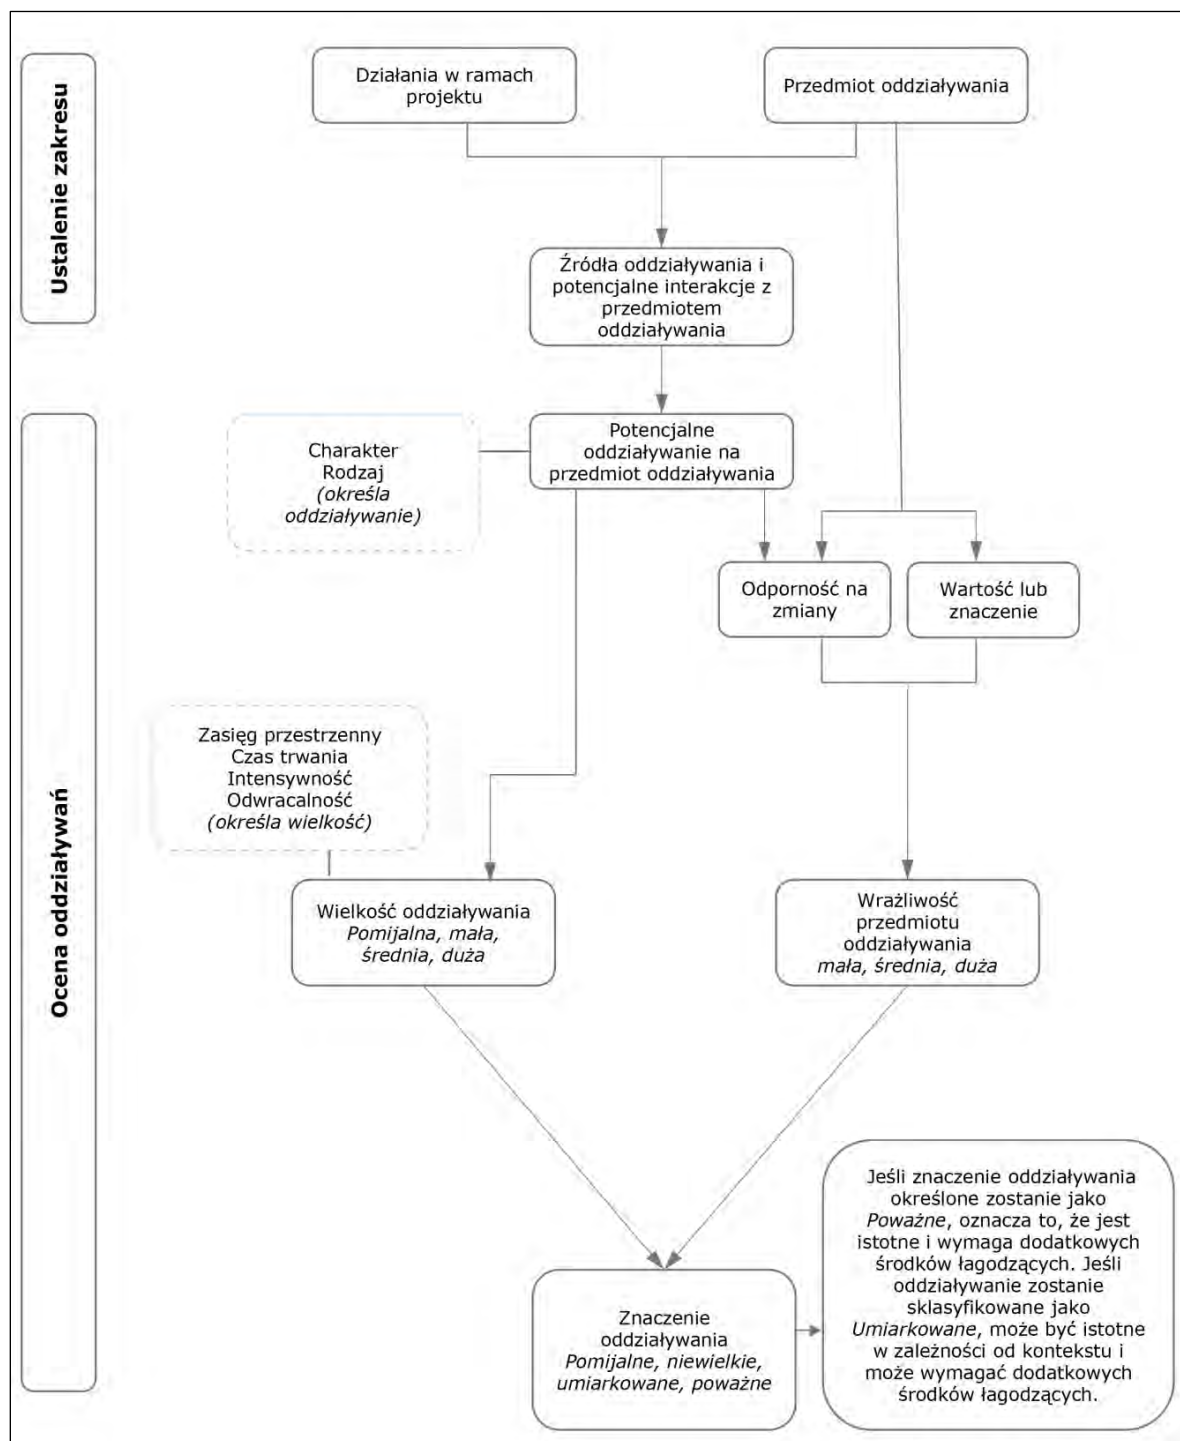 Ustalenie zakresu
Działania w ramach
projektu
Przedmiot oddziaływania
Źródła oddziaływania i
potencjalne interakcje z
przedmiotem
oddziaływania
Ocena oddziaływań
Charakter
Rodzaj
(określa
oddziaływanie)
Potencjalne
oddziaływanie na
przedmiot oddziaływania
Odporność na
zmiany
Wartość lub
znaczenie
Zasięg przestrzenny
Czas trwania
Intensywność
Odwracalność
(określa wielkość)
Wielkość oddziaływania
Pomijalna, mała,
średnia, duża
Wrażliwość
przedmiotu
oddziaływania
mała, średnia, duża
Znaczenie
oddziaływania
Pomijalne, niewielkie,
umiarkowane, poważne
Jeśli znaczenie oddziaływania
określone zostanie jako
Poważne, oznacza to, że jest
istotne i wymaga dodatkowych
środków łagodzących. Jeśli
oddziaływanie zostanie
sklasyfikowane jako
Umiarkowane, może być istotne
w zależności od kontekstu i
może wymagać dodatkowych
środków łagodzących.